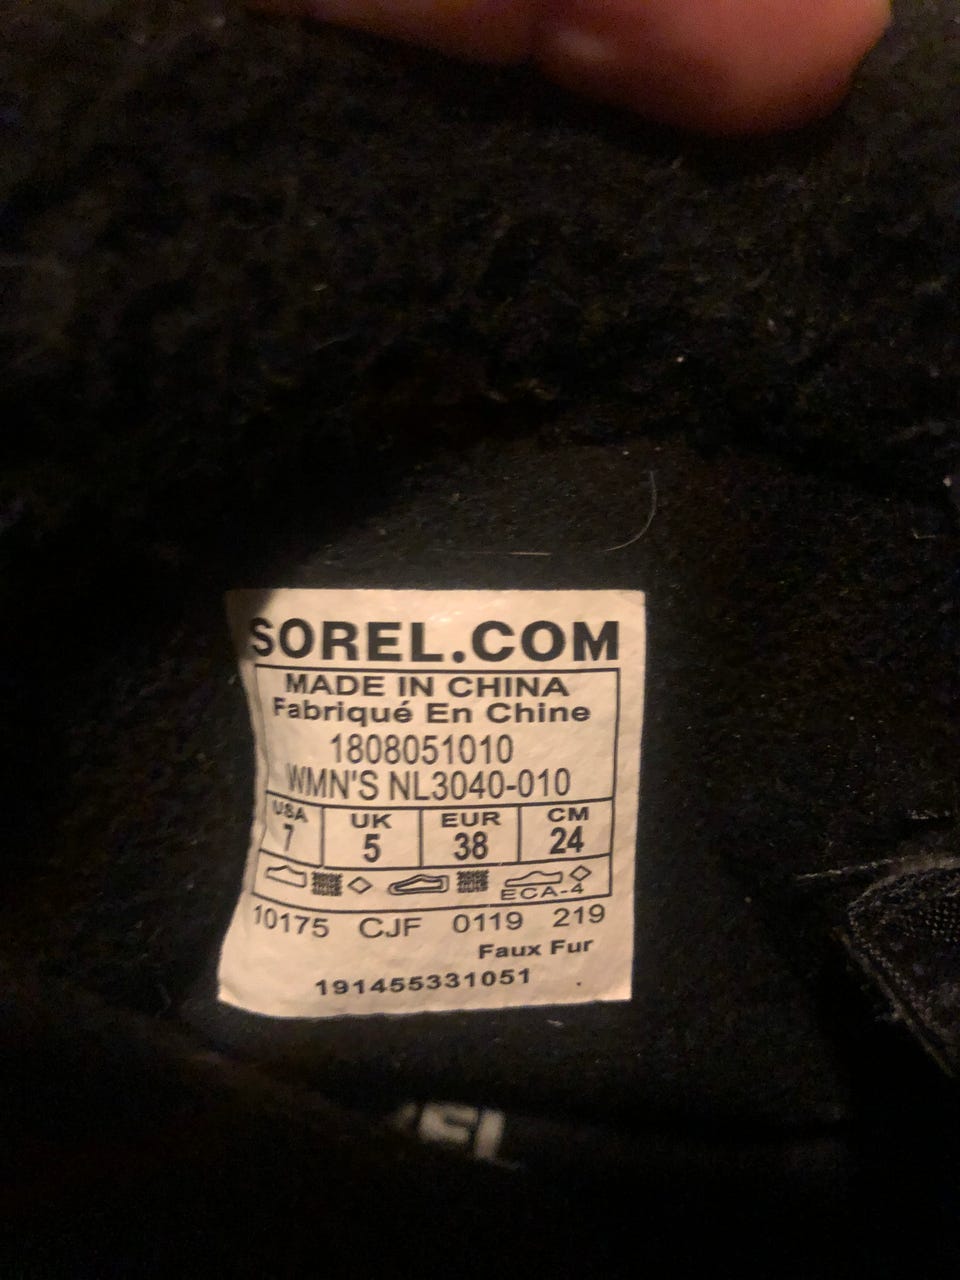 SOREL.COM
MADE IN CHINA
Fabriqué En Chine
1808051010
WMN'S NL3040-010
USA UK EUR CM
7 5 38 24
ECA-4
10175 CJF 0119 219
Faux Fur
191455331051
EL